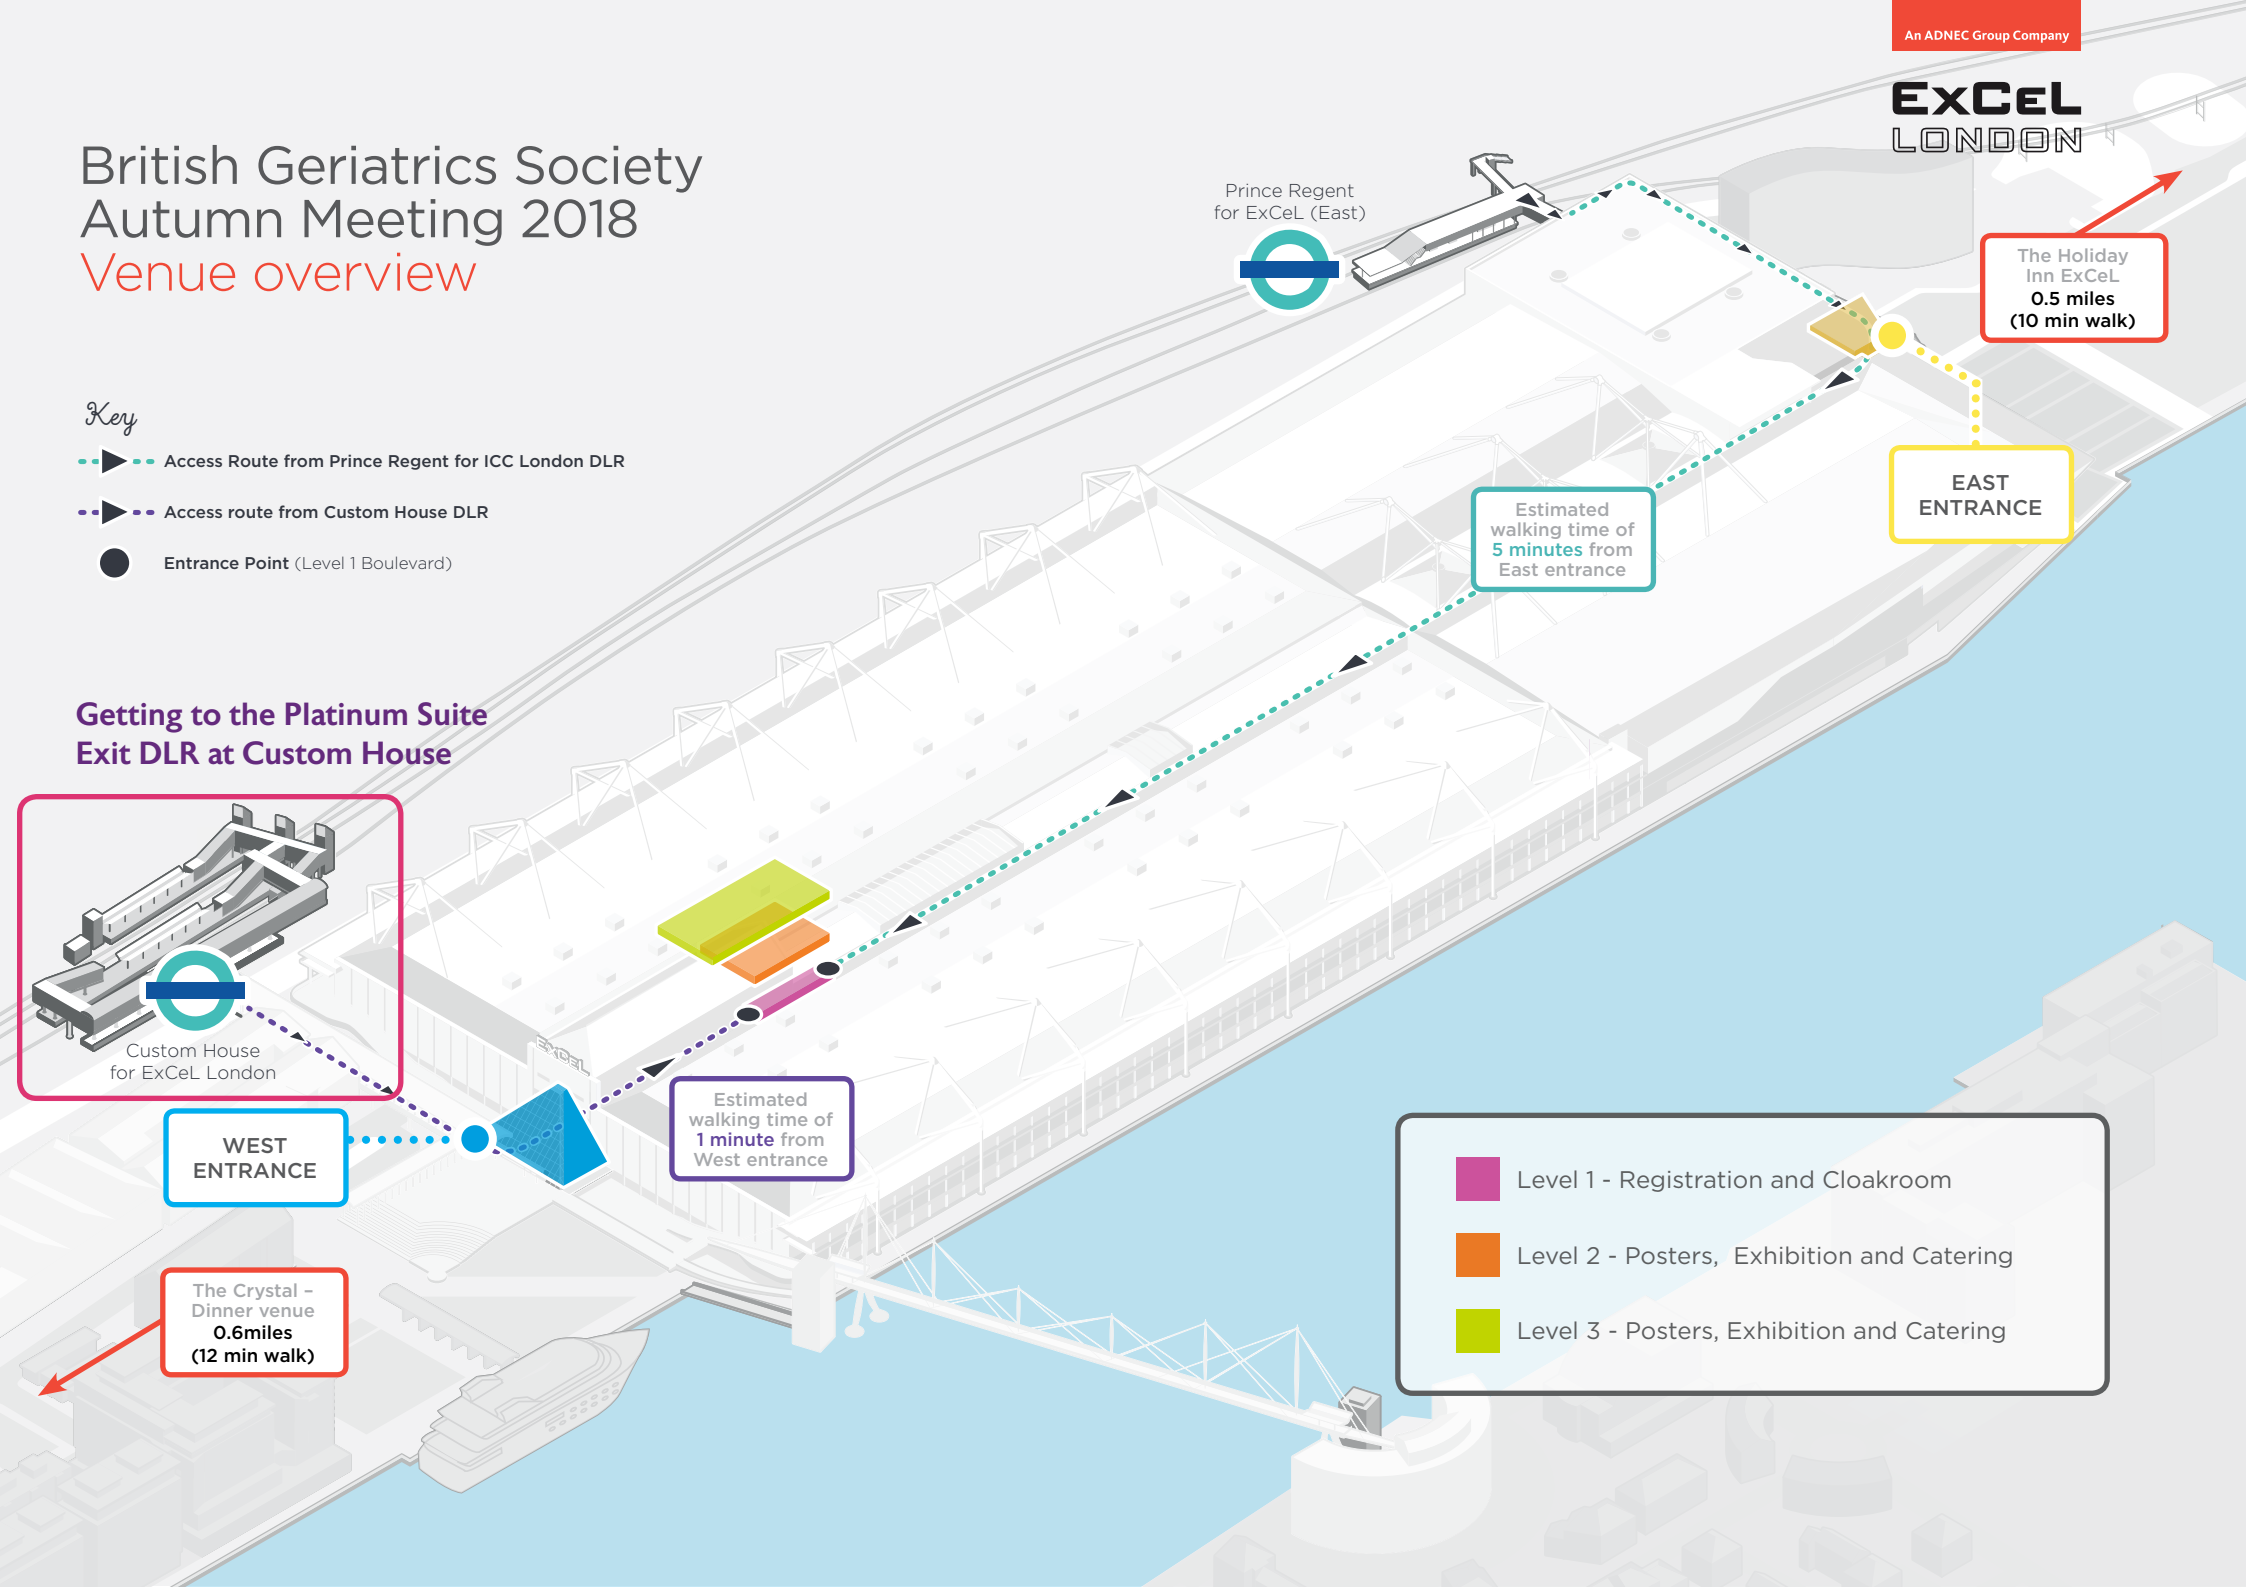 An ADNEC Group Company
EXCEL
LONDON
British Geriatrics Society
Autumn Meeting 2018
Venue overview
Prince Regent
for ExCeL (East)
The Holiday
Inn ExCeL
0.5 miles
(10 min walk)
Key
Access Route from Prince Regent for ICC London DLR
Access route from Custom House DLR
Entrance Point (Level 1 Boulevard)
EAST
ENTRANCE
Estimated
walking time of
5 minutes from
East entrance
Getting to the Platinum Suite
Exit DLR at Custom House
Custom House
for ExCeL London
EXCEL
WEST
ENTRANCE
Estimated
walking time of
1 minute from
West entrance
The Crystal –
Dinner venue
0.6miles
(12 min walk)
Level 1 - Registration and Cloakroom
Level 2 - Posters, Exhibition and Catering
Level 3 - Posters, Exhibition and Catering